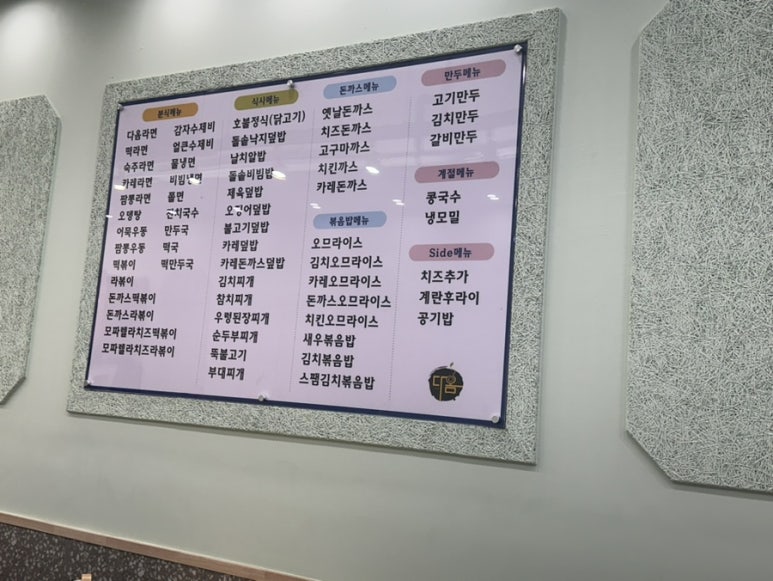 분식메뉴
다음라면
떡라면
숙주라면
카레라면
짬뽕라면
오뎅탕
어묵우동
짬뽕우동
떡볶이
라볶이
돈까스떡볶이
돈까스라볶이
모짜렐라치즈떡볶이
모짜렐라치즈라볶이
감자수제비
얼큰수제비
물냉면
비빔냉면
쫄면
잔치국수
만두국
떡국
떡만두국
식사메뉴
호불정식(닭고기)
돌솥낙지덮밥
날치알밥
돌솥비빔밥
제육덮밥
오징어덮밥
불고기덮밥
카레덮밥
카레돈까스덮밥
김치찌개
참치찌개
우렁된장찌개
순두부찌개
뚝불고기
부대찌개
돈까스메뉴
옛날돈까스
치즈돈까스
고구마까스
치킨까스
카레돈까스
볶음밥메뉴
오므라이스
김치오므라이스
카레오므라이스
돈까스오므라이스
치킨오므라이스
새우볶음밥
김치볶음밥
스팸김치볶음밥
만두메뉴
고기만두
김치만두
갈비만두
계절메뉴
콩국수
냉모밀
Side메뉴
치즈추가
계란후라이
공기밥
다움